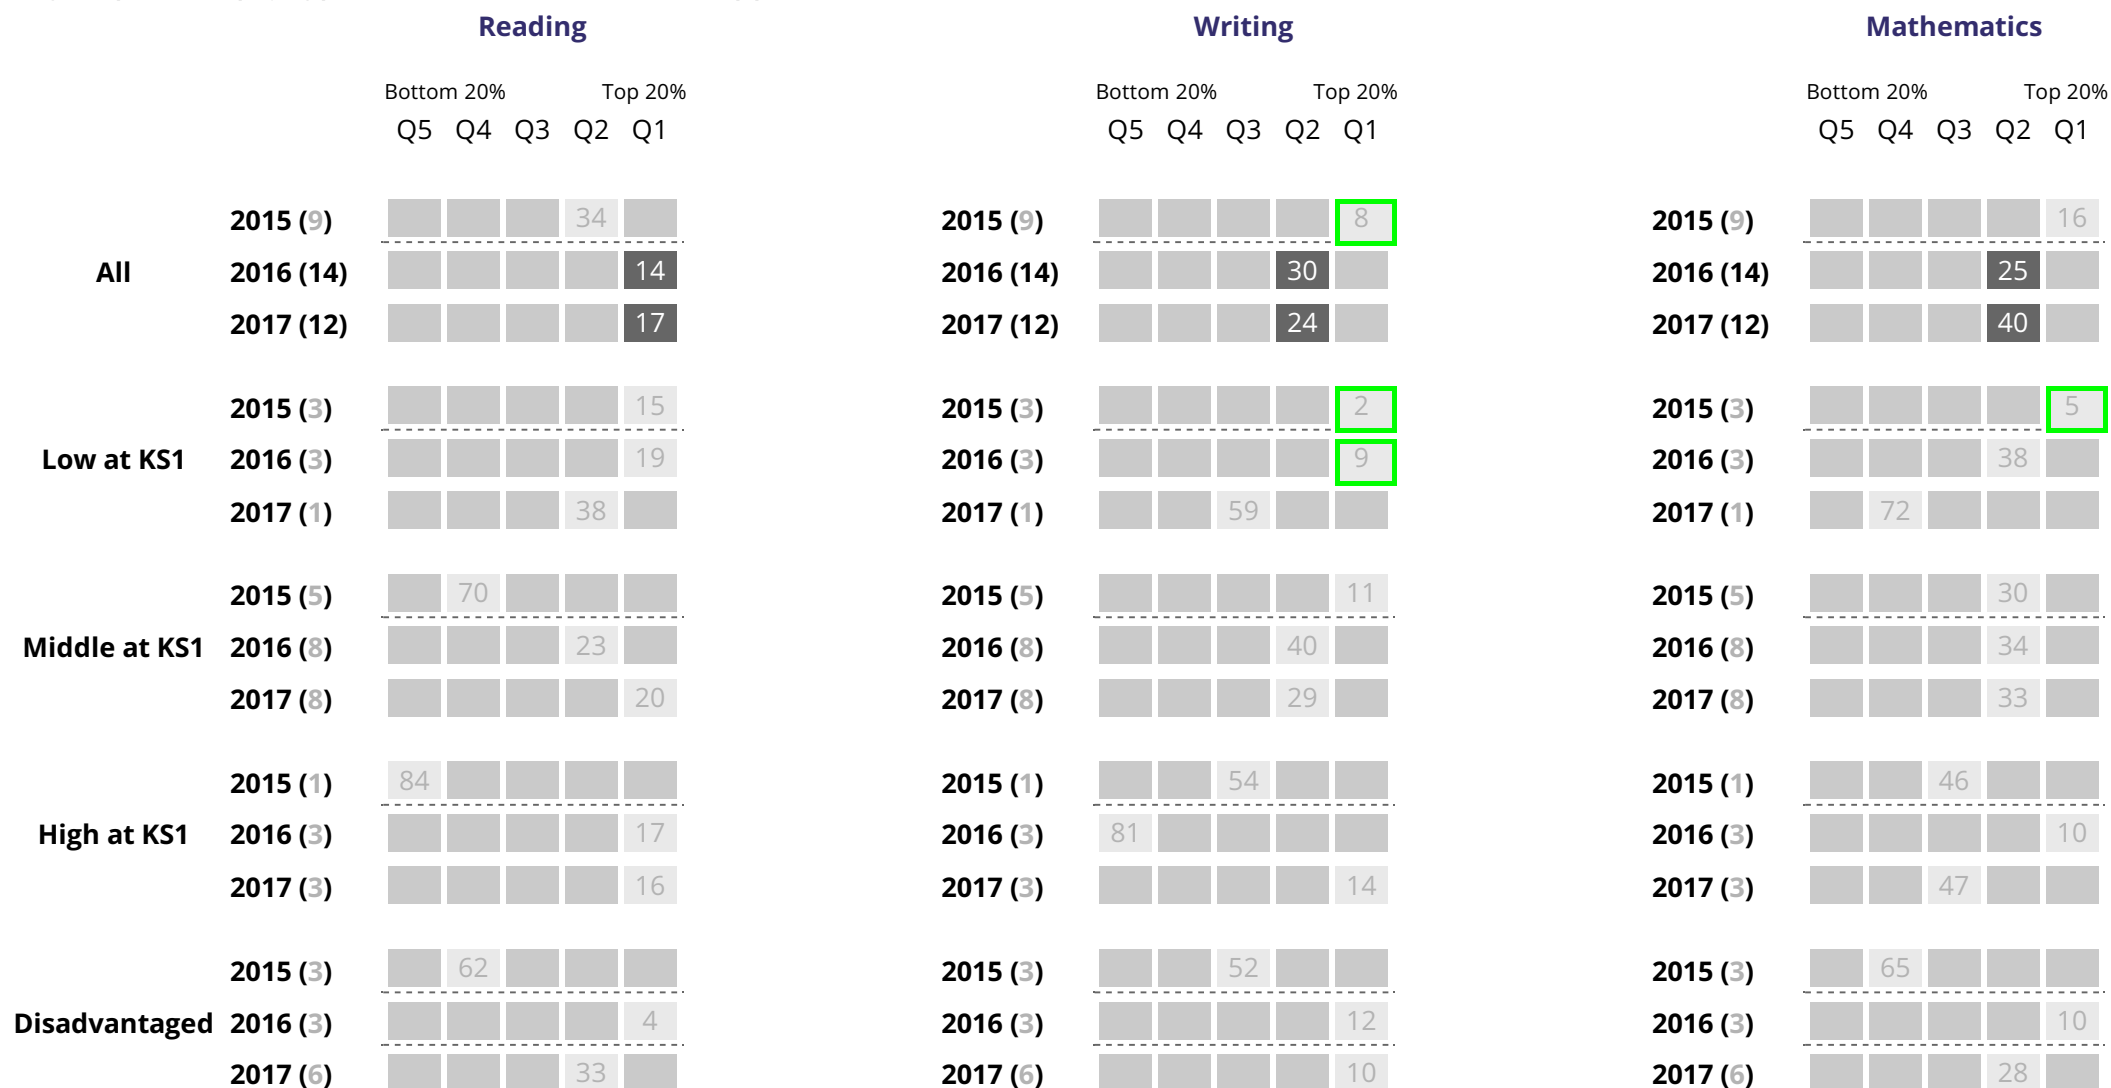 Reading Writing Mathematics
Bottom 20% Top 20% Bottom 20% Top 20% Bottom 20% Top 20%
Q5 Q4 Q3 Q2 Q1 Q5 Q4 Q3 Q2 Q1 Q5 Q4 Q3 Q2 Q1
2015 (9) 34 2015 (9) 8 2015 (9) 16
All 2016 (14) 14 2016 (14) 30 2016 (14) 25
2017 (12) 17 2017 (12) 24 2017 (12) 40
2015 (3) 15 2015 (3) 2 2015 (3) 5
Low at KS1 2016 (3) 19 2016 (3) 9 2016 (3) 38
2017 (1) 38 2017 (1) 59 2017 (1) 72
2015 (5) 70 2015 (5) 11 2015 (5) 30
Middle at KS1 2016 (8) 23 2016 (8) 40 2016 (8) 34
2017 (8) 20 2017 (8) 29 2017 (8) 33
2015 (1) 84 2015 (1) 54 2015 (1) 46
High at KS1 2016 (3) 17 2016 (3) 81 2016 (3) 10
2017 (3) 16 2017 (3) 14 2017 (3) 47
2015 (3) 62 2015 (3) 52 2015 (3) 65
Disadvantaged 2016 (3) 4 2016 (3) 12 2016 (3) 10
2017 (6) 33 2017 (6) 10 2017 (6) 28